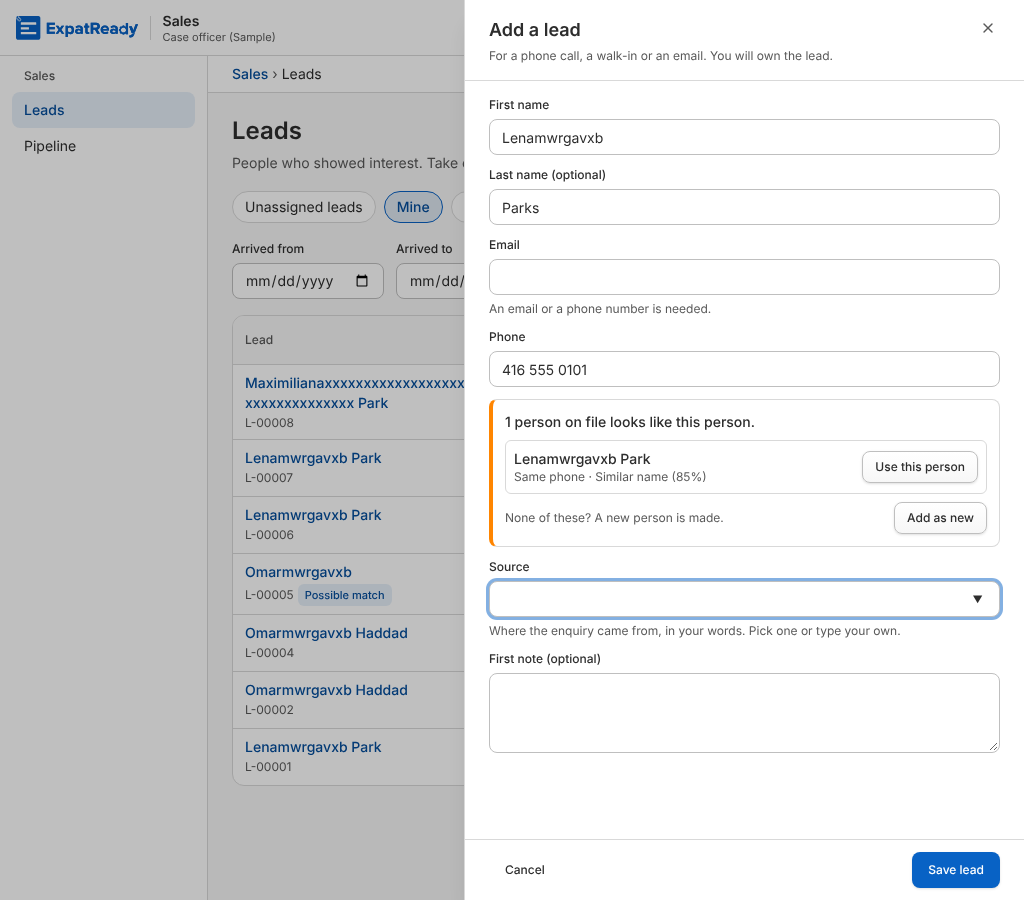 ExpatReady
Sales
Case officer (Sample)
Sales
Leads
Pipeline
Sales › Leads
Leads
People who showed interest. Take
Unassigned leads
Mine
Arrived from
Arrived to
mm/dd/yyyy
mm/dd/
Lead
Maximilianaxxxxxxxxxxxxxxxxxx
xxxxxxxxxxxxxx Park
L-00008
Lenamwrgavxb Park
L-00007
Lenamwrgavxb Park
L-00006
Omarmwrgavxb
L-00005 Possible match
Omarmwrgavxb Haddad
L-00004
Omarmwrgavxb Haddad
L-00002
Lenamwrgavxb Park
L-00001
Add a lead
For a phone call, a walk-in or an email. You will own the lead.
First name
Lenamwrgavxb
Last name (optional)
Parks
Email
An email or a phone number is needed.
Phone
416 555 0101
1 person on file looks like this person.
Lenamwrgavxb Park
Same phone · Similar name (85%)
Use this person
None of these? A new person is made.
Add as new
Source
Where the enquiry came from, in your words. Pick one or type your own.
First note (optional)
Cancel
Save lead